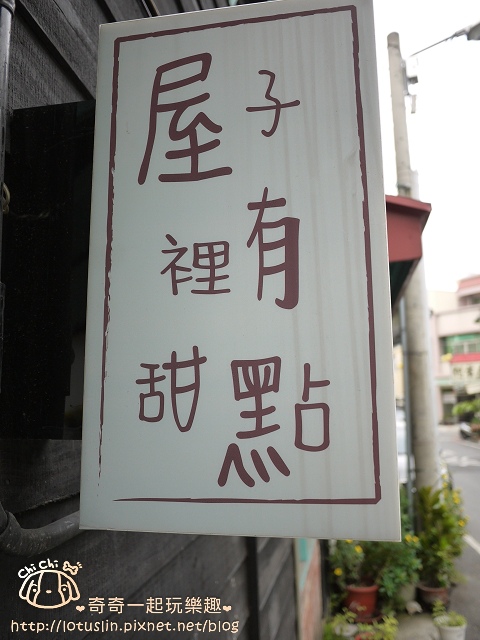 屋子
裡有
甜點
chi chi
奇奇一起玩樂趣
http://lotuslin.pixnet.net/blog